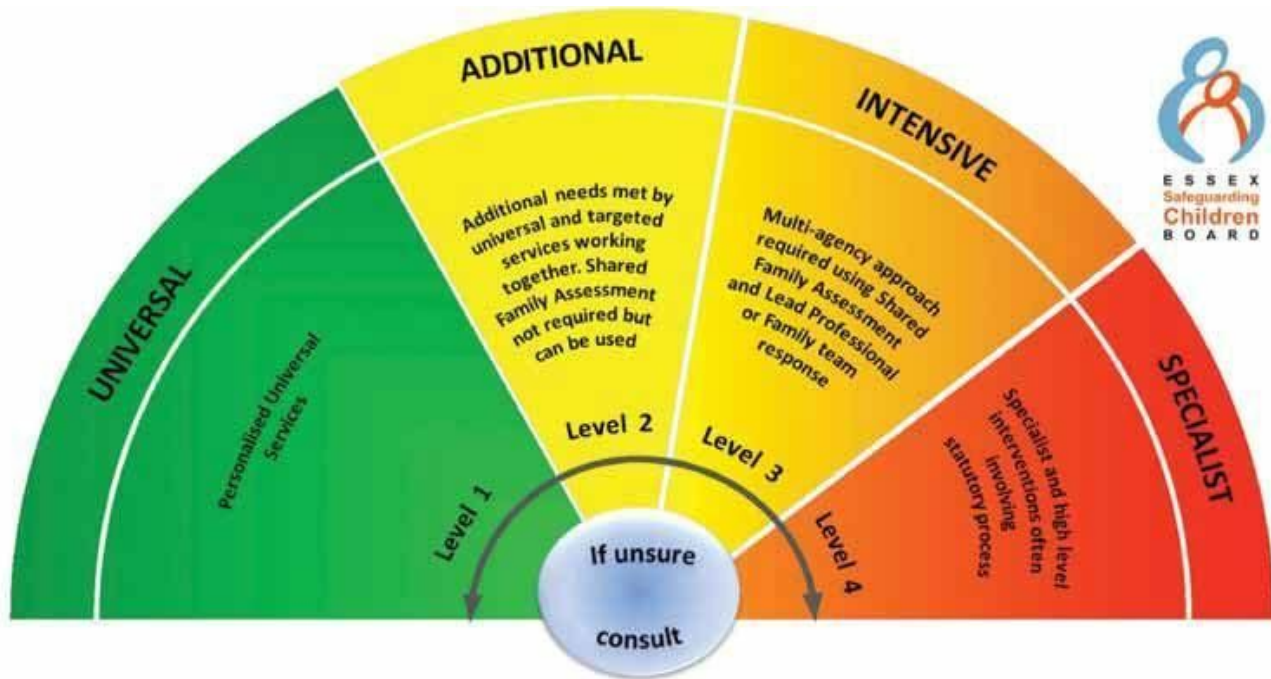 UNIVERSAL
Personalised Universal
Services
Level 1
ADDITIONAL
Additional needs met by
universal and targeted
services working
together. Shared
Family Assessment
not required but
can be used
Level 2
INTENSIVE
Multi-agency approach
required using Shared
Family Assessment
and Lead Professional
or Family team
response
Level 3
SPECIALIST
Specialist and high level
interventions often
involving
statutory process
Level 4
If unsure
consult
ESSEX
Safeguarding
Children
BOARD